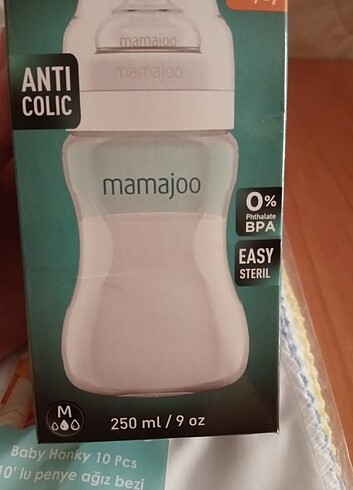 mamajoo
mamajoo
ANTI
COLIC
mamajoo
0%
Phthalate
BPA
EASY
STERIL
M
250 ml / 9 oz
Baby Hanky 10 Pcs
10' lu penye ağız bezi